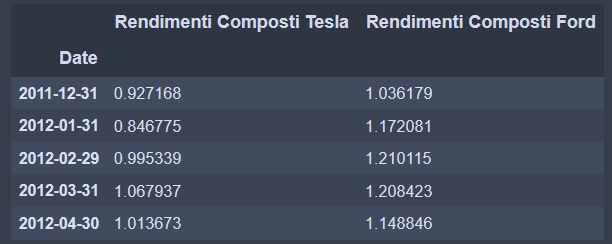 Rendimenti Composti Tesla Rendimenti Composti Ford
Date
2011-12-31 0.927168 1.036179
2012-01-31 0.846775 1.172081
2012-02-29 0.995339 1.210115
2012-03-31 1.067937 1.208423
2012-04-30 1.013673 1.148846